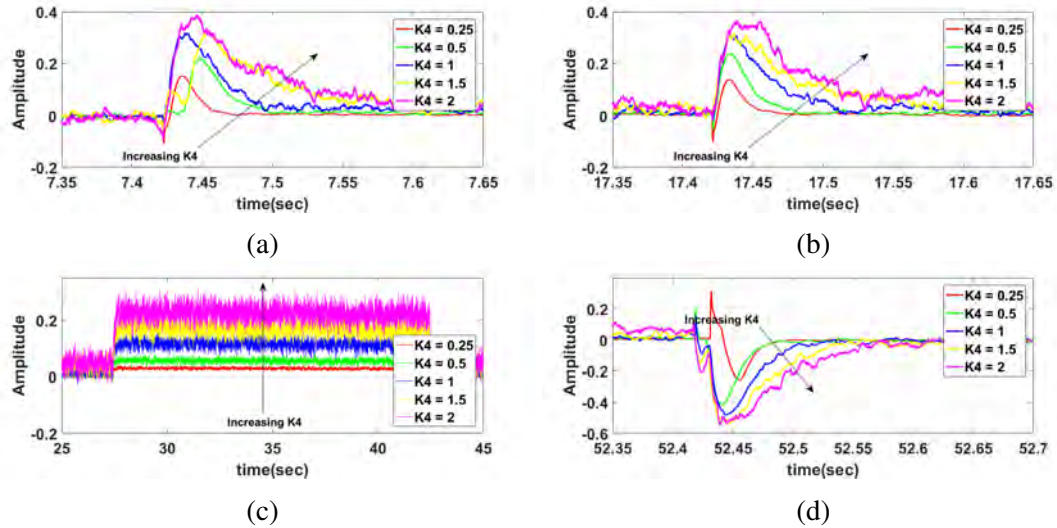 0.4
0.2
0
-0.2
Amplitude
K4 = 0.25
K4 = 0.5
K4 = 1
K4 = 1.5
K4 = 2
Increasing K4
7.35 7.4 7.45 7.5 7.55 7.6 7.65
time(sec)
(a)
0.4
0.2
0
-0.2
Amplitude
K4 = 0.25
K4 = 0.5
K4 = 1
K4 = 1.5
K4 = 2
Increasing K4
17.35 17.4 17.45 17.5 17.55 17.6 17.65
time(sec)
(b)
0.2
0
-0.2
Amplitude
K4 = 0.25
K4 = 0.5
K4 = 1
K4 = 1.5
K4 = 2
Increasing K4
25 30 35 40 45
time(sec)
(c)
0.2
0
-0.2
-0.4
-0.6
Amplitude
K4 = 0.25
K4 = 0.5
K4 = 1
K4 = 1.5
K4 = 2
Increasing K4
52.35 52.4 52.45 52.5 52.55 52.6 52.65 52.7
time(sec)
(d)